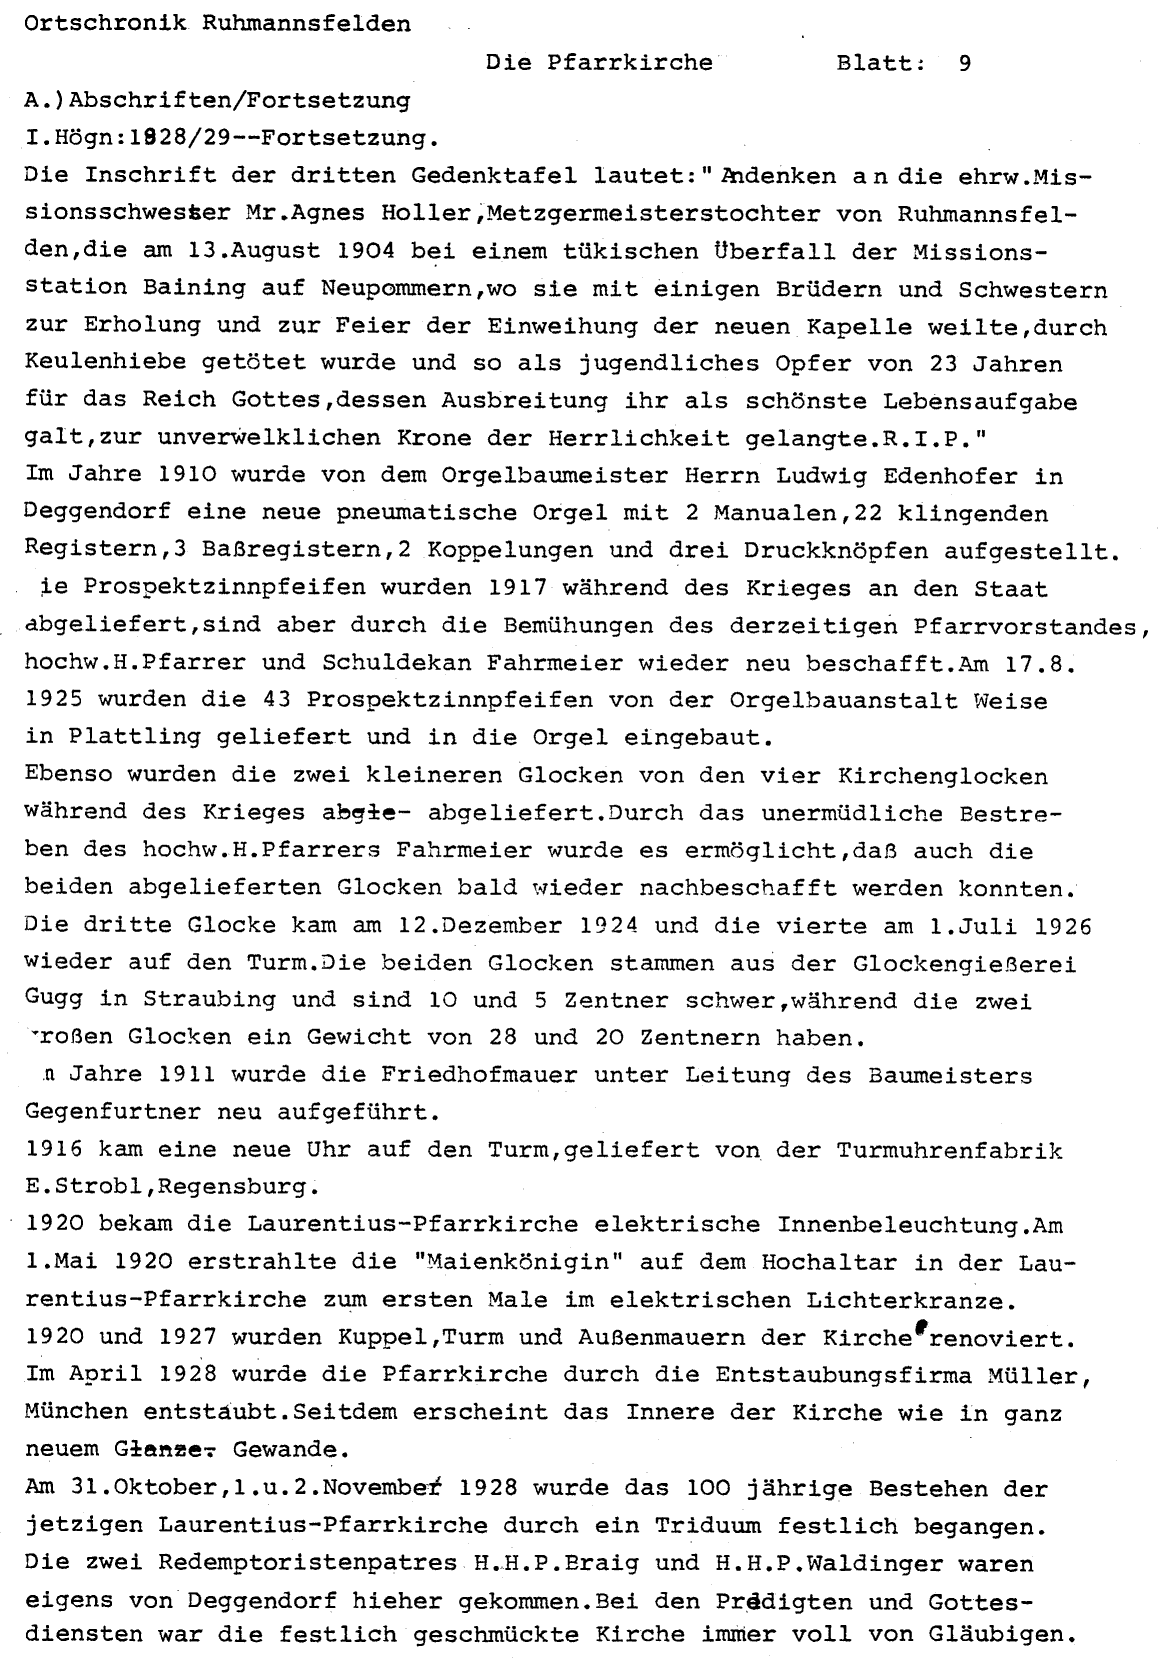 Ortschronik Ruhmannsfelden
Die Pfarrkirche Blatt: 9
A.)Abschriften/Fortsetzung
I.Högn:1928/29--Fortsetzung.
Die Inschrift der dritten Gedenktafel lautet:" Andenken an die ehrw.Mis-
sionsschwester Mr.Agnes Holler,Metzgermeisterstochter von Ruhmannsfel-
den,die am 13.August 1904 bei einem tükischen Überfall der Missions-
station Baining auf Neupommern,wo sie mit einigen Brüdern und Schwestern
zur Erholung und zur Feier der Einweihung der neuen Kapelle weilte,durch
Keulenhiebe getötet wurde und so als jugendliches Opfer von 23 Jahren
für das Reich Gottes,dessen Ausbreitung ihr als schönste Lebensaufgabe
galt,zur unverwelklichen Krone der Herrlichkeit gelangte.R.I.P."
Im Jahre 1910 wurde von dem Orgelbaumeister Herrn Ludwig Edenhofer in
Deggendorf eine neue pneumatische Orgel mit 2 Manualen,22 klingenden
Registern,3 Baßregistern,2 Koppelungen und drei Druckknöpfen aufgestellt.
ie Prospektzinnpfeifen wurden 1917 während des Krieges an den Staat
abgeliefert,sind aber durch die Bemühungen des derzeitigen Pfarrvorstandes,
hochw.H.Pfarrer und Schuldekan Fahrmeier wieder neu beschafft.Am 17.8.
1925 wurden die 43 Prospektzinnpfeifen von der Orgelbauanstalt Weise
in Plattling geliefert und in die Orgel eingebaut.
Ebenso wurden die zwei kleineren Glocken von den vier Kirchenglocken
während des Krieges abgle- abgeliefert.Durch das unermüdliche Bestre-
ben des hochw.H.Pfarrers Fahrmeier wurde es ermöglicht,daß auch die
beiden abgelieferten Glocken bald wieder nachbeschafft werden konnten.
Die dritte Glocke kam am 12.Dezember 1924 und die vierte am 1.Juli 1926
wieder auf den Turm.Die beiden Glocken stammen aus der Glockengießerei
Gugg in Straubing und sind 10 und 5 Zentner schwer,während die zwei
roßen Glocken ein Gewicht von 28 und 20 Zentnern haben.
n Jahre 1911 wurde die Friedhofmauer unter Leitung des Baumeisters
Gegenfurtner neu aufgeführt.
1916 kam eine neue Uhr auf den Turm,geliefert von der Turmuhrenfabrik
E.Strobl,Regensburg.
1920 bekam die Laurentius-Pfarrkirche elektrische Innenbeleuchtung.Am
1.Mai 1920 erstrahlte die "Maienkönigin" auf dem Hochaltar in der Lau-
rentius-Pfarrkirche zum ersten Male im elektrischen Lichterkranze.
1920 und 1927 wurden Kuppel,Turm und Außenmauern der Kirche renoviert.
Im April 1928 wurde die Pfarrkirche durch die Entstaubungsfirma Müller,
München entstaubt.Seitdem erscheint das Innere der Kirche wie in ganz
neuem Glanze. Gewande.
Am 31.Oktober,1.u.2.November 1928 wurde das 100 jährige Bestehen der
jetzigen Laurentius-Pfarrkirche durch ein Triduum festlich begangen.
Die zwei Redemptoristenpatres H.H.P.Braig und H.H.P.Waldinger waren
eigens von Deggendorf hieher gekommen.Bei den Predigten und Gottes-
diensten war die festlich geschmückte Kirche immer voll von Gläubigen.